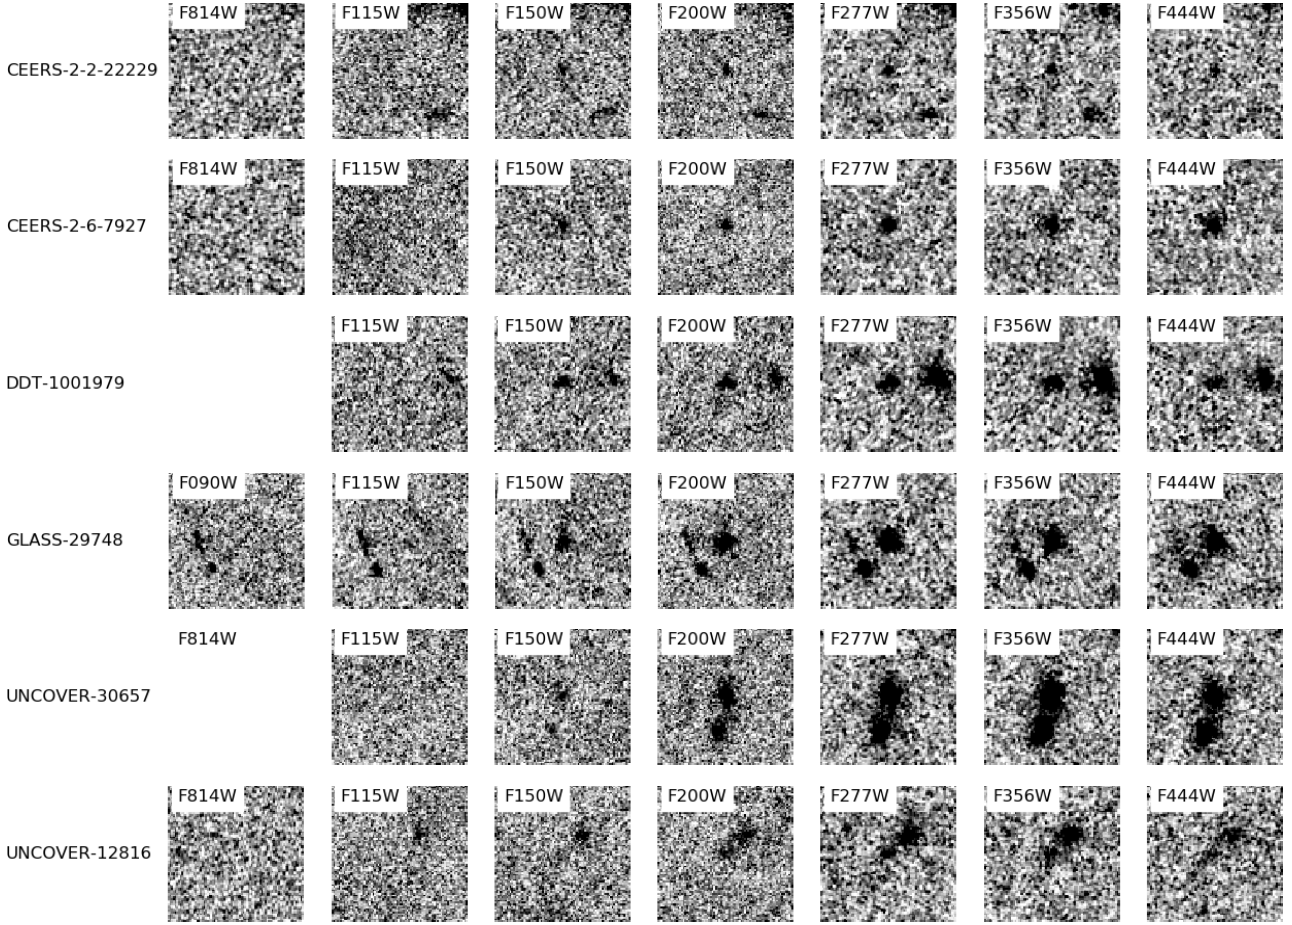 F814W F115W F150W F200W F277W F356W F444W
CEERS-2-2-22229
F814W F115W F150W F200W F277W F356W F444W
CEERS-2-6-7927
F115W F150W F200W F277W F356W F444W
DDT-1001979
F090W F115W F150W F200W F277W F356W F444W
GLASS-29748
F814W F115W F150W F200W F277W F356W F444W
UNCOVER-30657
F814W F115W F150W F200W F277W F356W F444W
UNCOVER-12816